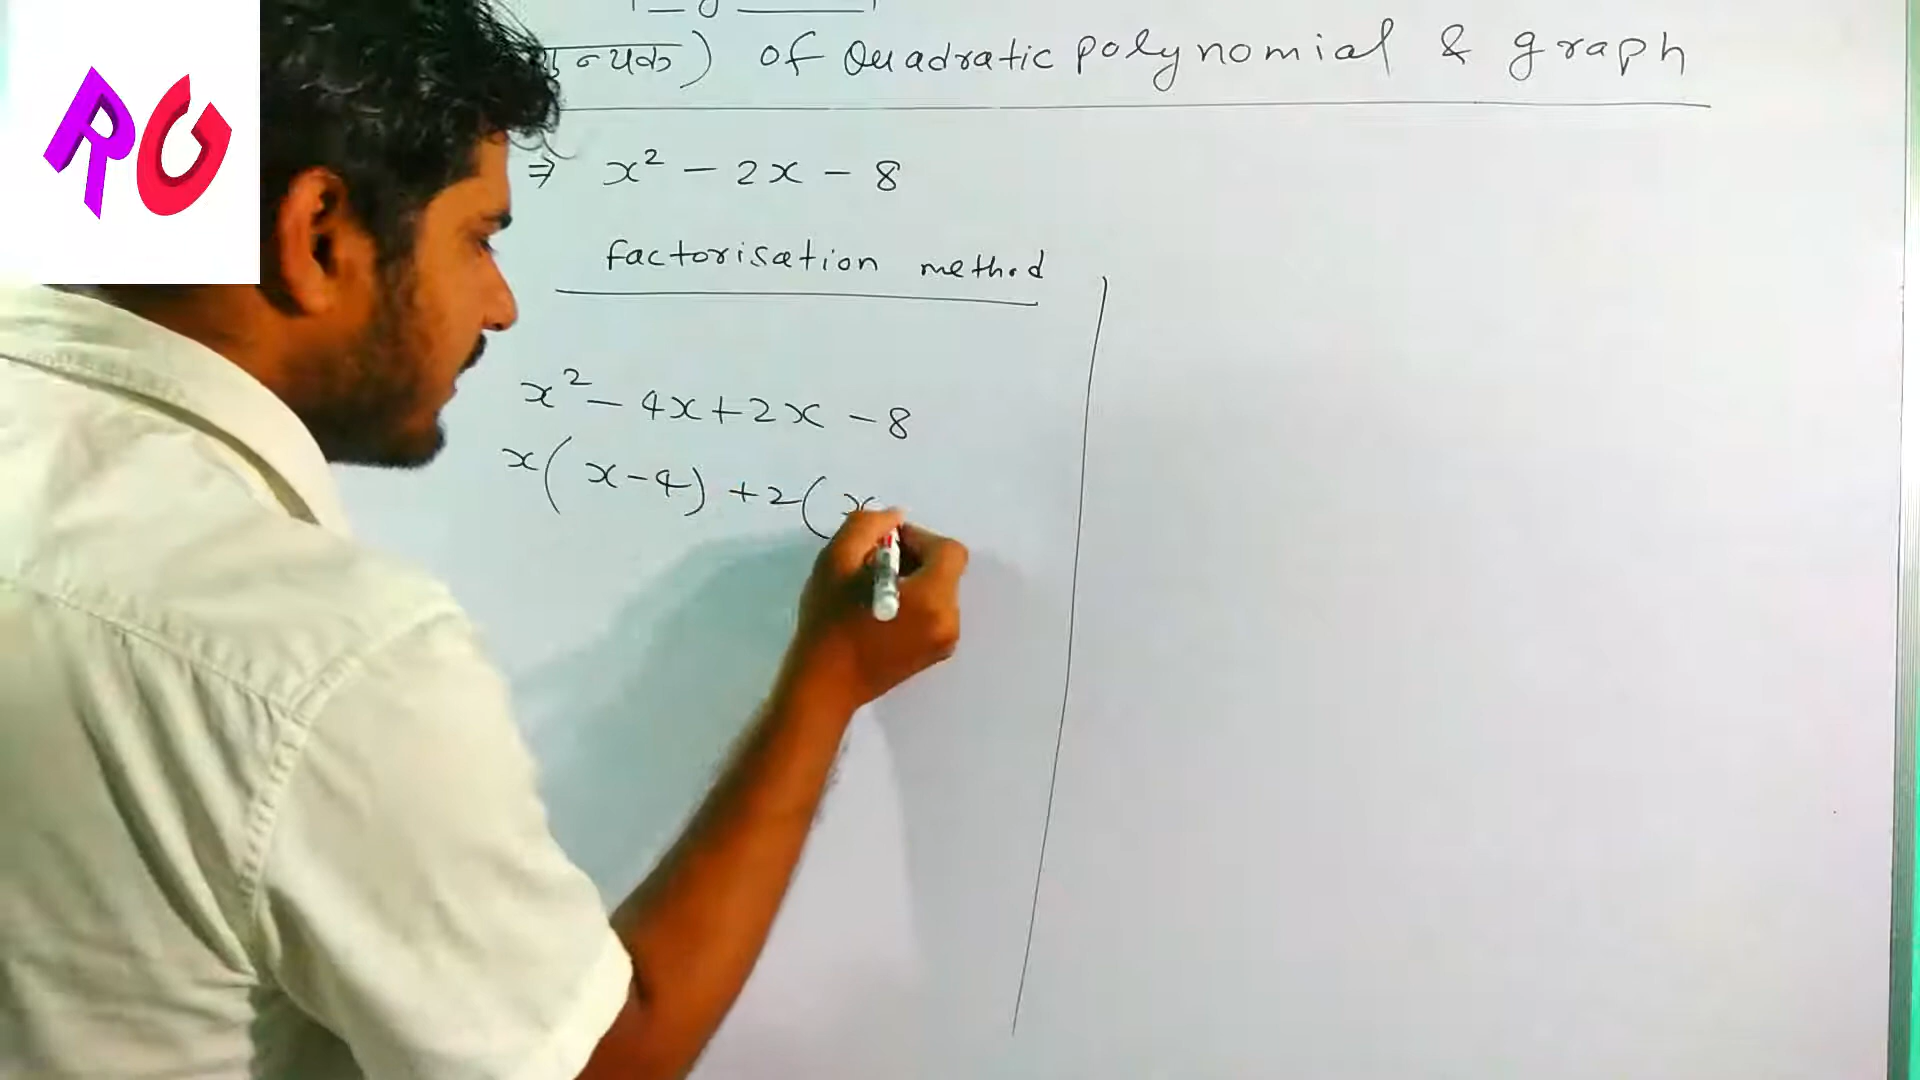 RG
of Quadratic polynomial & graph
⇒ x² - 2x - 8
factorisation method
x² - 4x + 2x - 8
x( x-4) +2( x